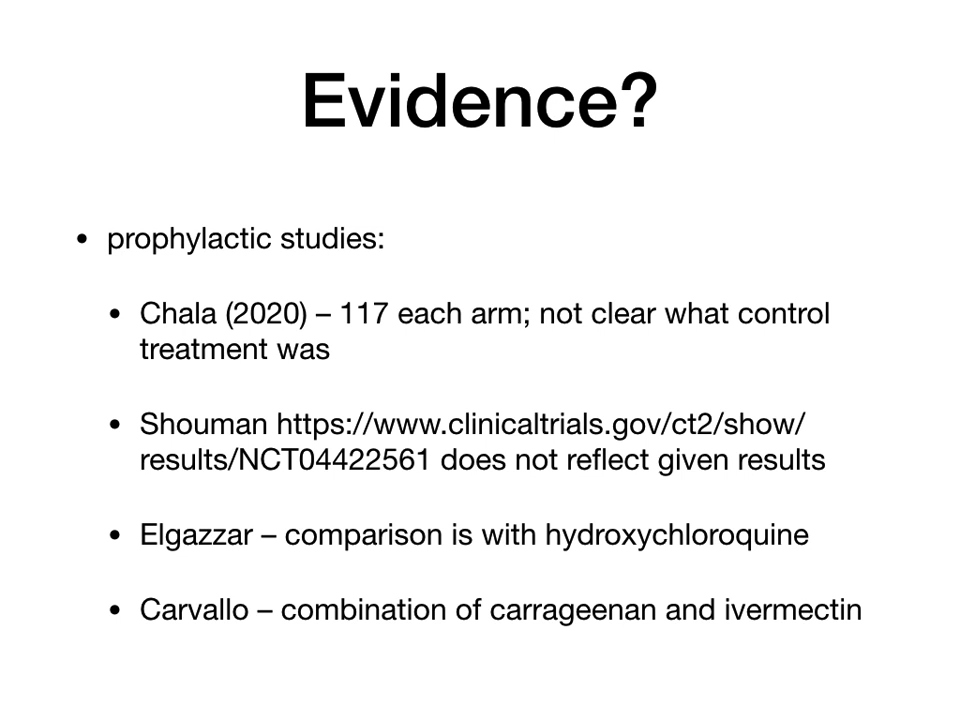 Evidence?
• prophylactic studies:
• Chala (2020) – 117 each arm; not clear what control
treatment was
• Shouman https://www.clinicaltrials.gov/ct2/show/
results/NCT04422561 does not reflect given results
• Elgazzar – comparison is with hydroxychloroquine
• Carvallo – combination of carrageenan and ivermectin